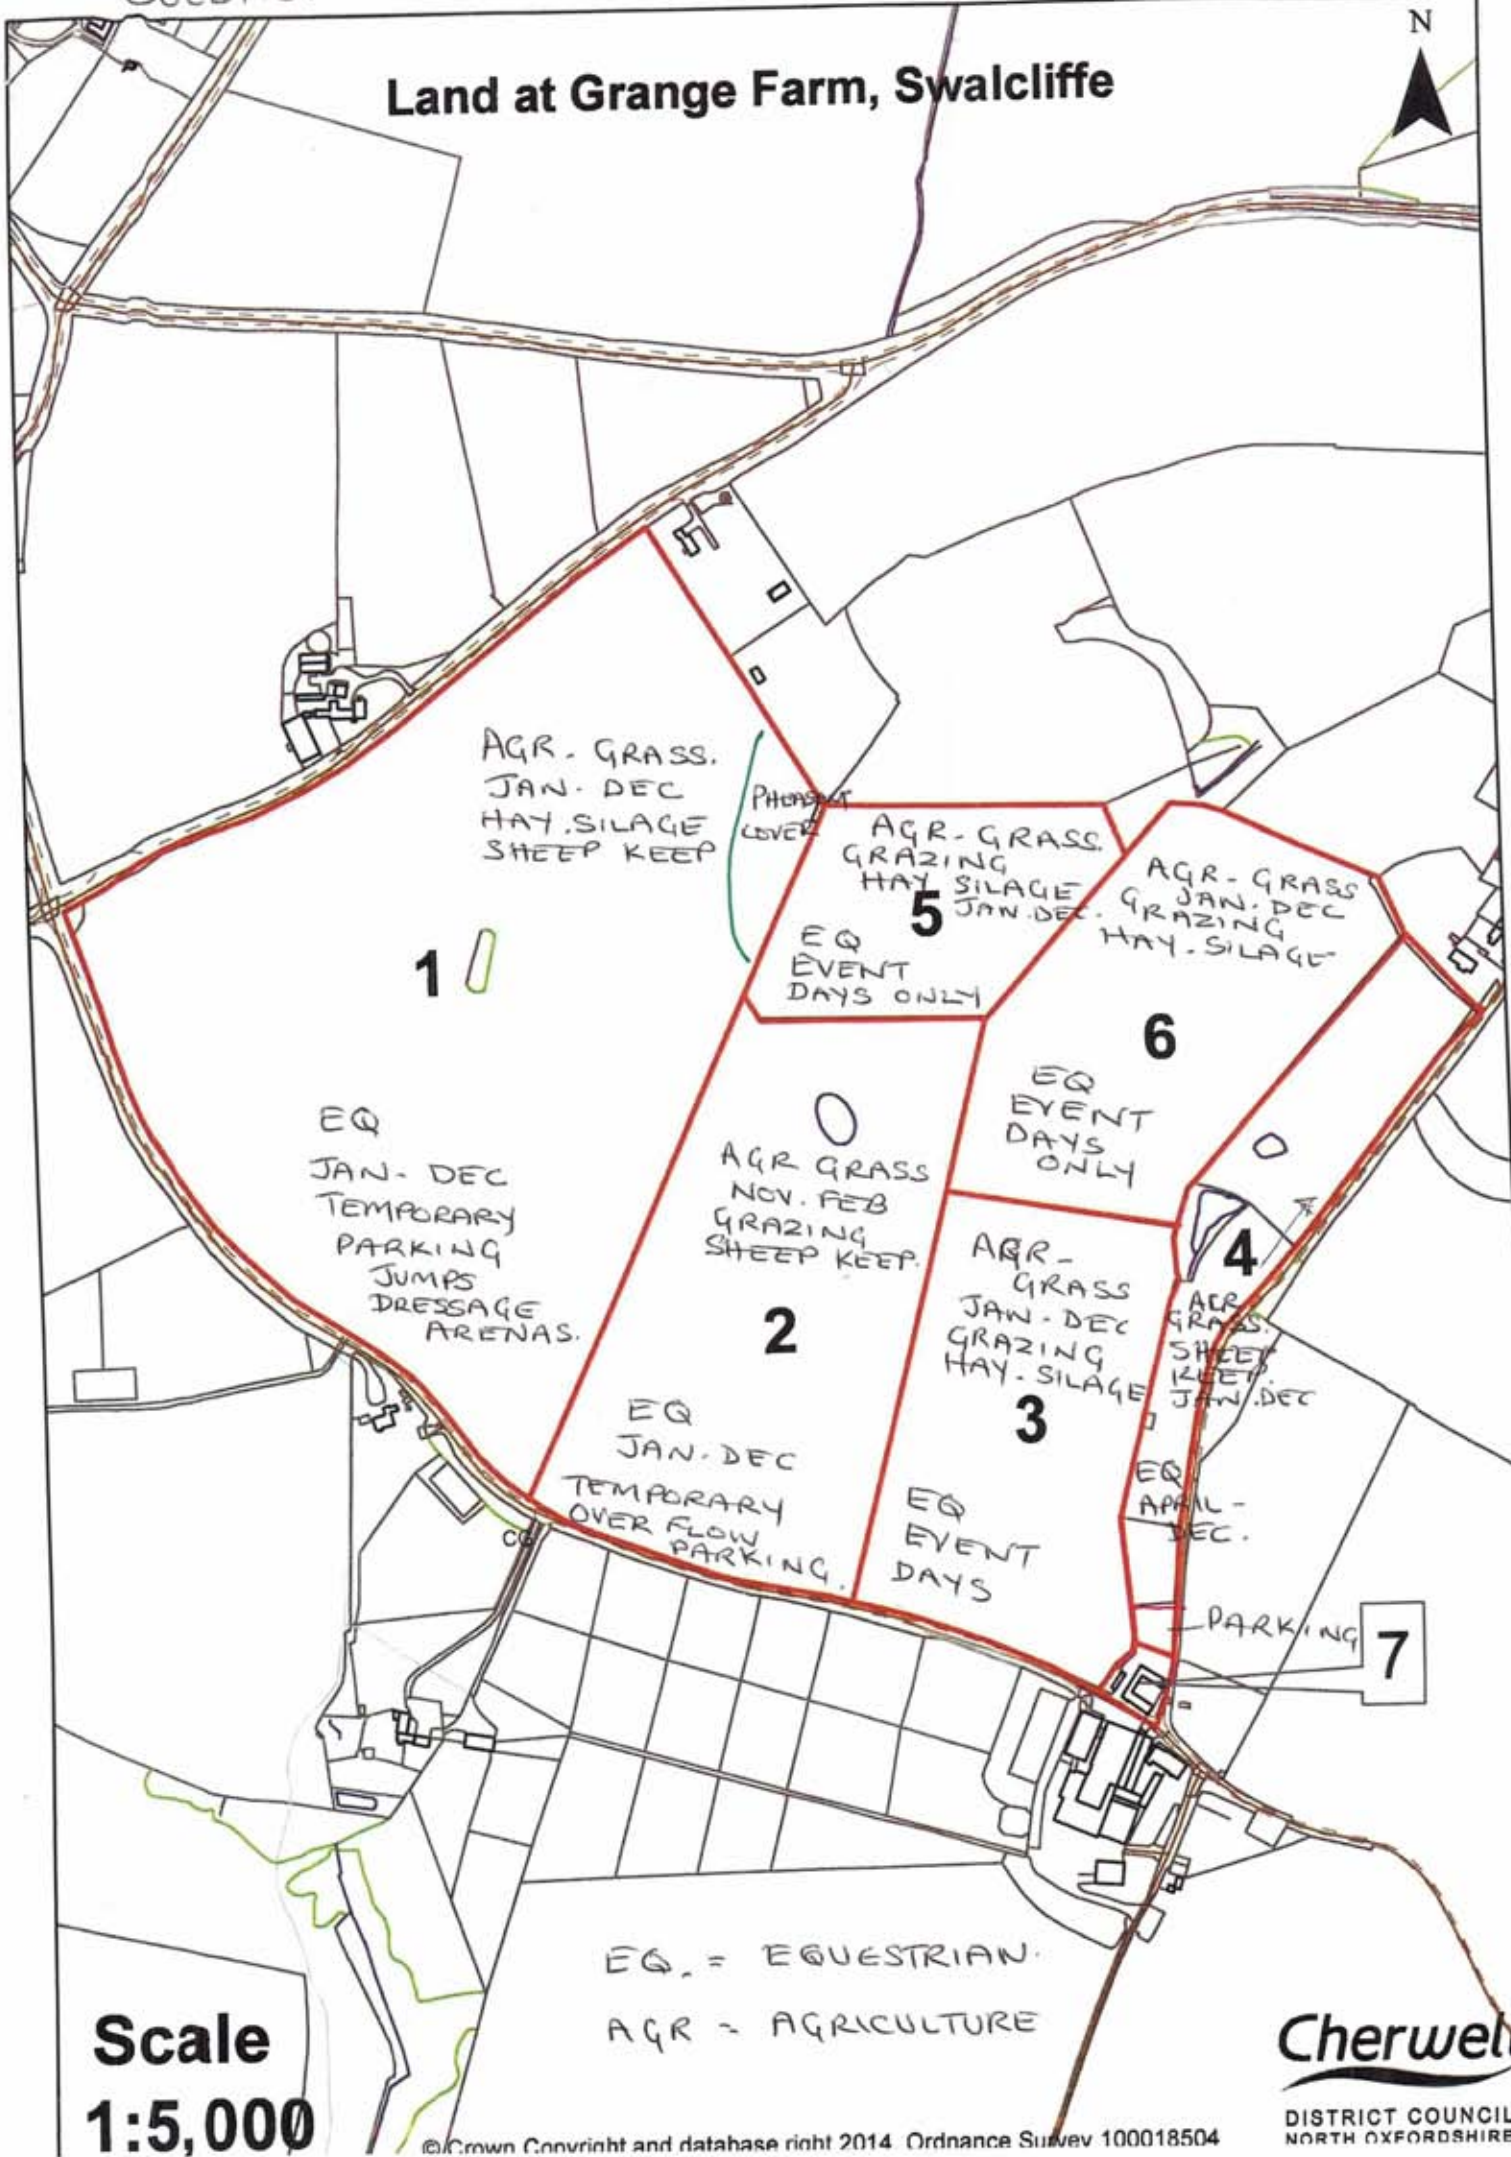 N
Land at Grange Farm, Swalcliffe
AGR. GRASS.
JAN. DEC
HAY. SILAGE
SHEEP KEEP
PHEASANT
COVER
1
EQ
JAN- DEC
TEMPORARY
PARKING
JUMPS
DRESSAGE
ARENAS.
AGR- GRASS
GRAZING
HAY SILAGE
JAN. DEC.
5
EQ
EVENT
DAYS ONLY
AGR- GRASS
JAN. DEC
GRAZING
HAY. SILAGE
6
EQ
EVENT
DAYS
ONLY
AGR GRASS
NOV. FEB
GRAZING
SHEEP KEEP.
2
EQ
JAN. DEC
TEMPORARY
OVER FLOW
PARKING.
AGR-
GRASS
JAN- DEC
GRAZING
HAY. SILAGE
3
EQ
EVENT
DAYS
4
AGR
GRASS.
SHEEP
KEEP.
JAN. DEC
EQ
APRIL -
DEC.
PARKING
7
CG
EQ. = EQUESTRIAN.
AGR = AGRICULTURE
Scale
1:5,000
Cherwell
DISTRICT COUNCIL
NORTH OXFORDSHIRE
© Crown Copyright and database right 2014. Ordnance Survey 100018504